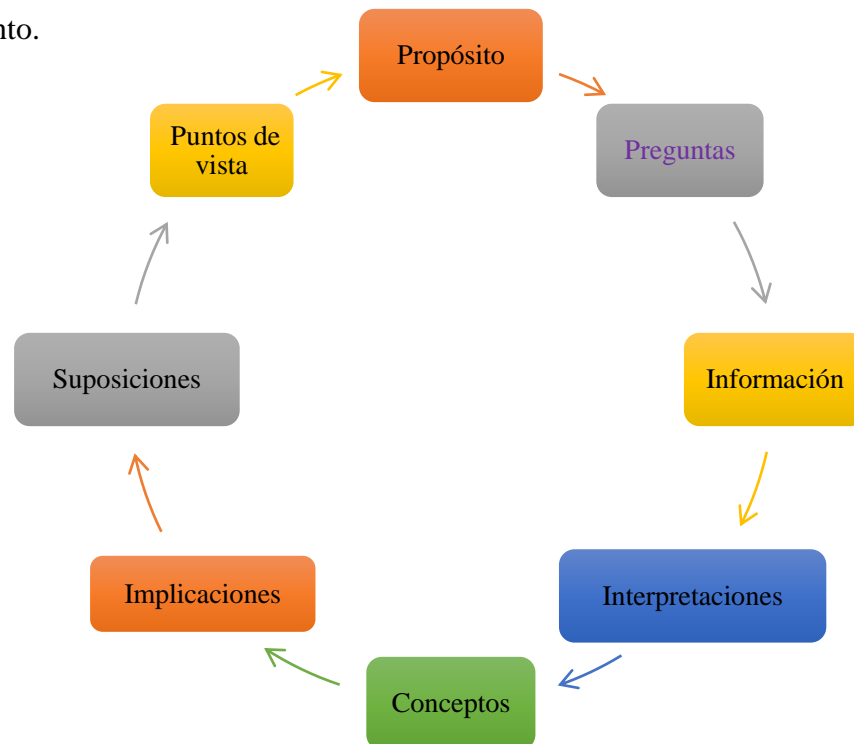 nto.
Propósito
Preguntas
Información
Interpretaciones
Conceptos
Implicaciones
Suposiciones
Puntos de
vista